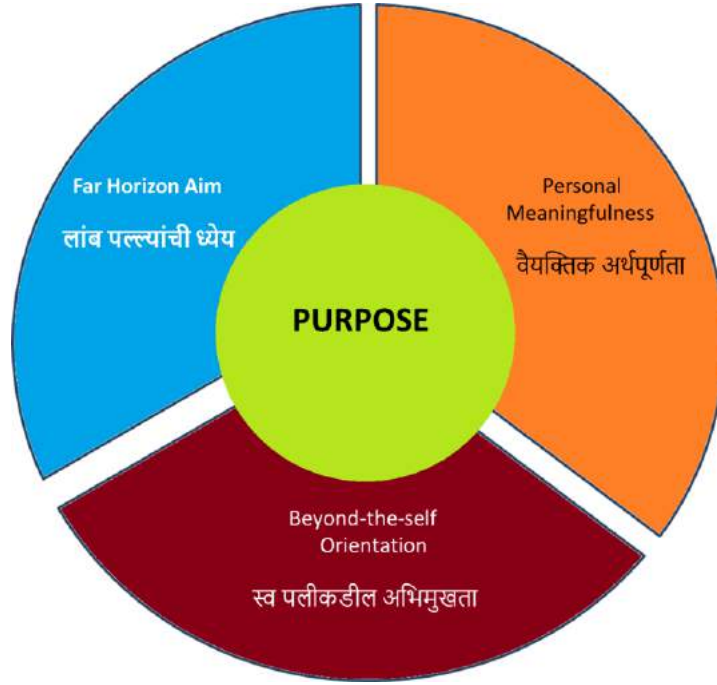 Far Horizon Aim
लांब पल्ल्यांची ध्येय
Personal
Meaningfulness
वैयक्तिक अर्थपूर्णता
PURPOSE
Beyond-the-self
Orientation
स्व पलीकडील अभिमुखता